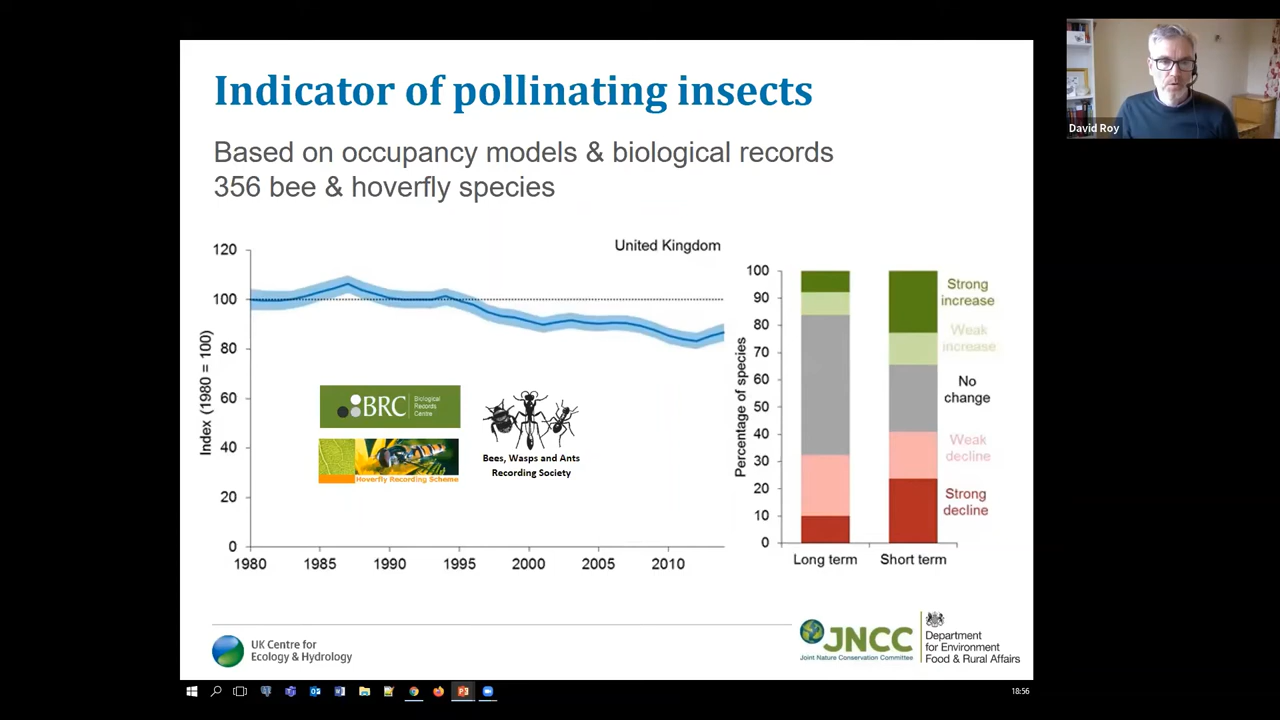 Indicator of pollinating insects
Based on occupancy models & biological records
356 bee & hoverfly species
David Roy
United Kingdom
Index (1980 = 100)
120
100
80
60
40
20
0
1980 1985 1990 1995 2000 2005 2010
BRC
Biological
Records
Centre
Hoverfly Recording Scheme
Bees, Wasps and Ants
Recording Society
Percentage of species
100
90
80
70
60
50
40
30
20
10
0
Long term Short term
Strong
increase
Weak
increase
No
change
Weak
decline
Strong
decline
UK Centre for
Ecology & Hydrology
JNCC
Joint Nature Conservation Committee
Department
for Environment
Food & Rural Affairs
18:56